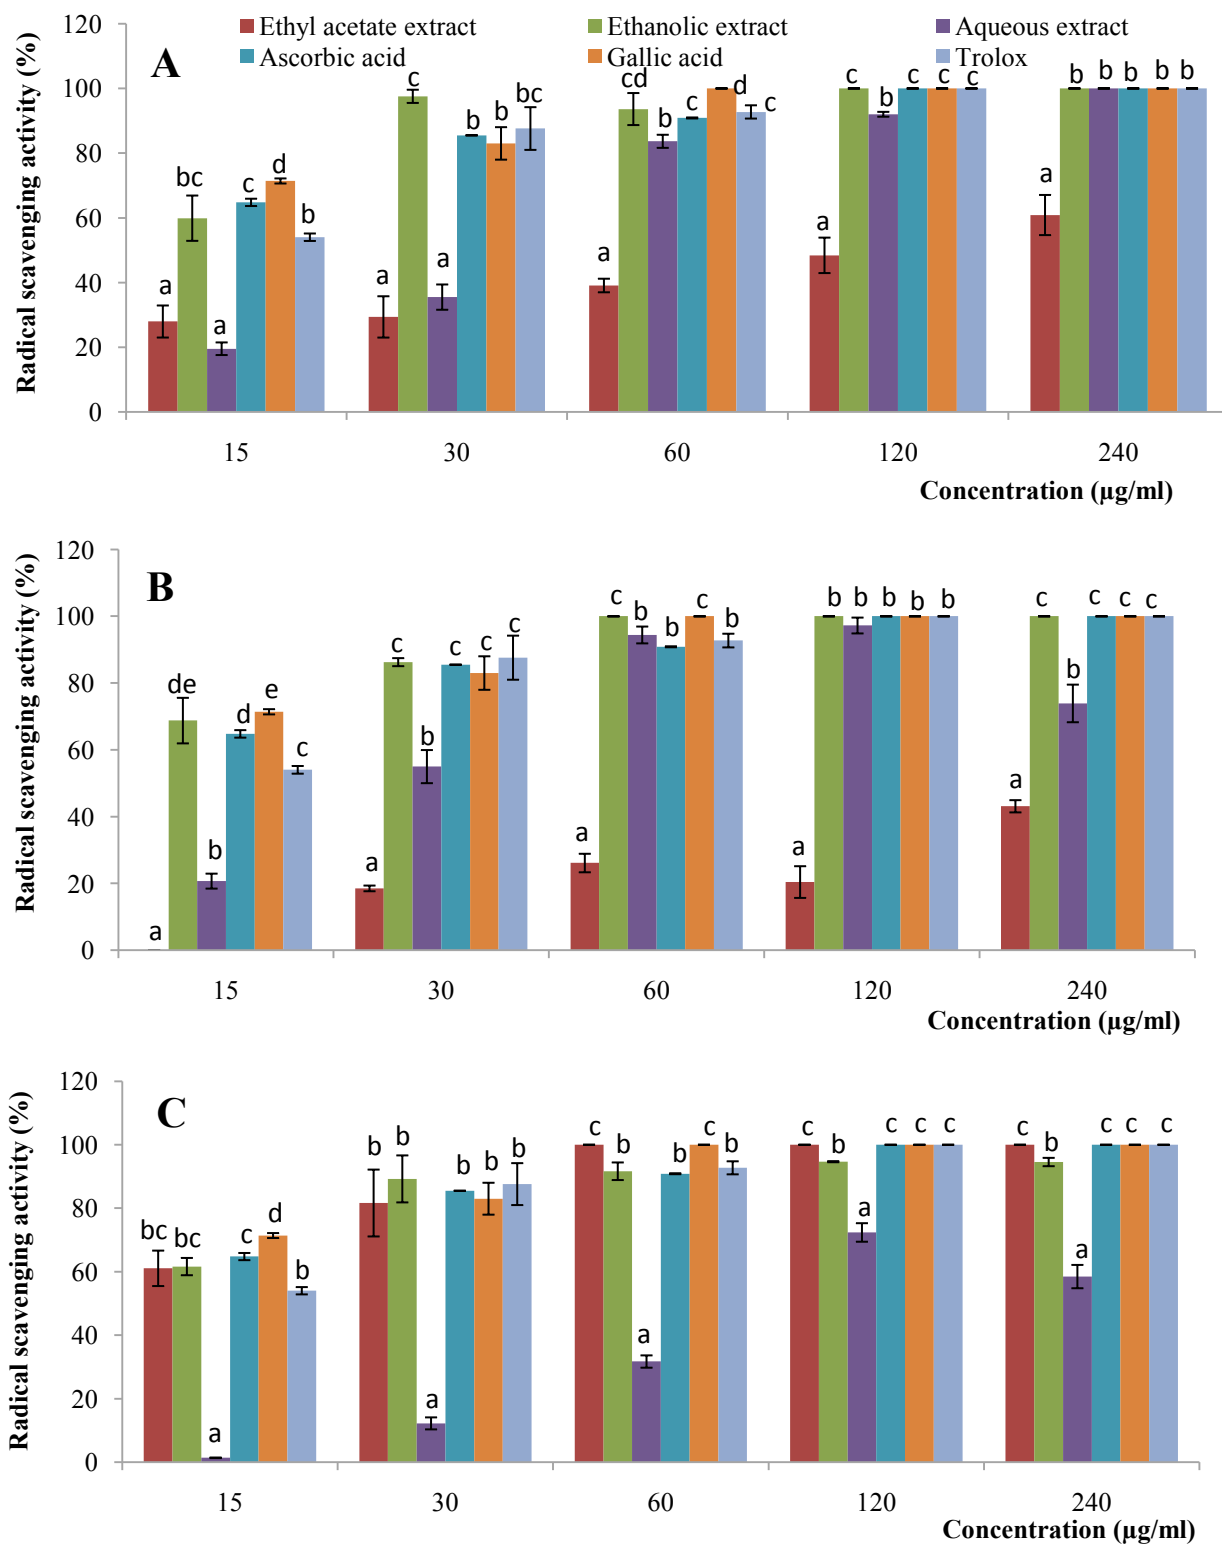 Ethyl acetate extract Ethanolic extract Aqueous extract
Ascorbic acid Gallic acid Trolox
A
Radical scavenging activity (%)
120
100
80
60
40
20
0
a bc a c d b
a c a b b bc
a cd b c d c
a c b c c c
a b b b b b
15 30 60 120 240
Concentration (µg/ml)
B
Radical scavenging activity (%)
120
100
80
60
40
20
0
a de b d e c
a c b c c c
a c b b c b
a b b b b b
a c b c c c
15 30 60 120 240
Concentration (µg/ml)
C
Radical scavenging activity (%)
120
100
80
60
40
20
0
bc bc a c d b
b b a b b b
c b a b c b
c b a c c c
c b a c c c
15 30 60 120 240
Concentration (µg/ml)